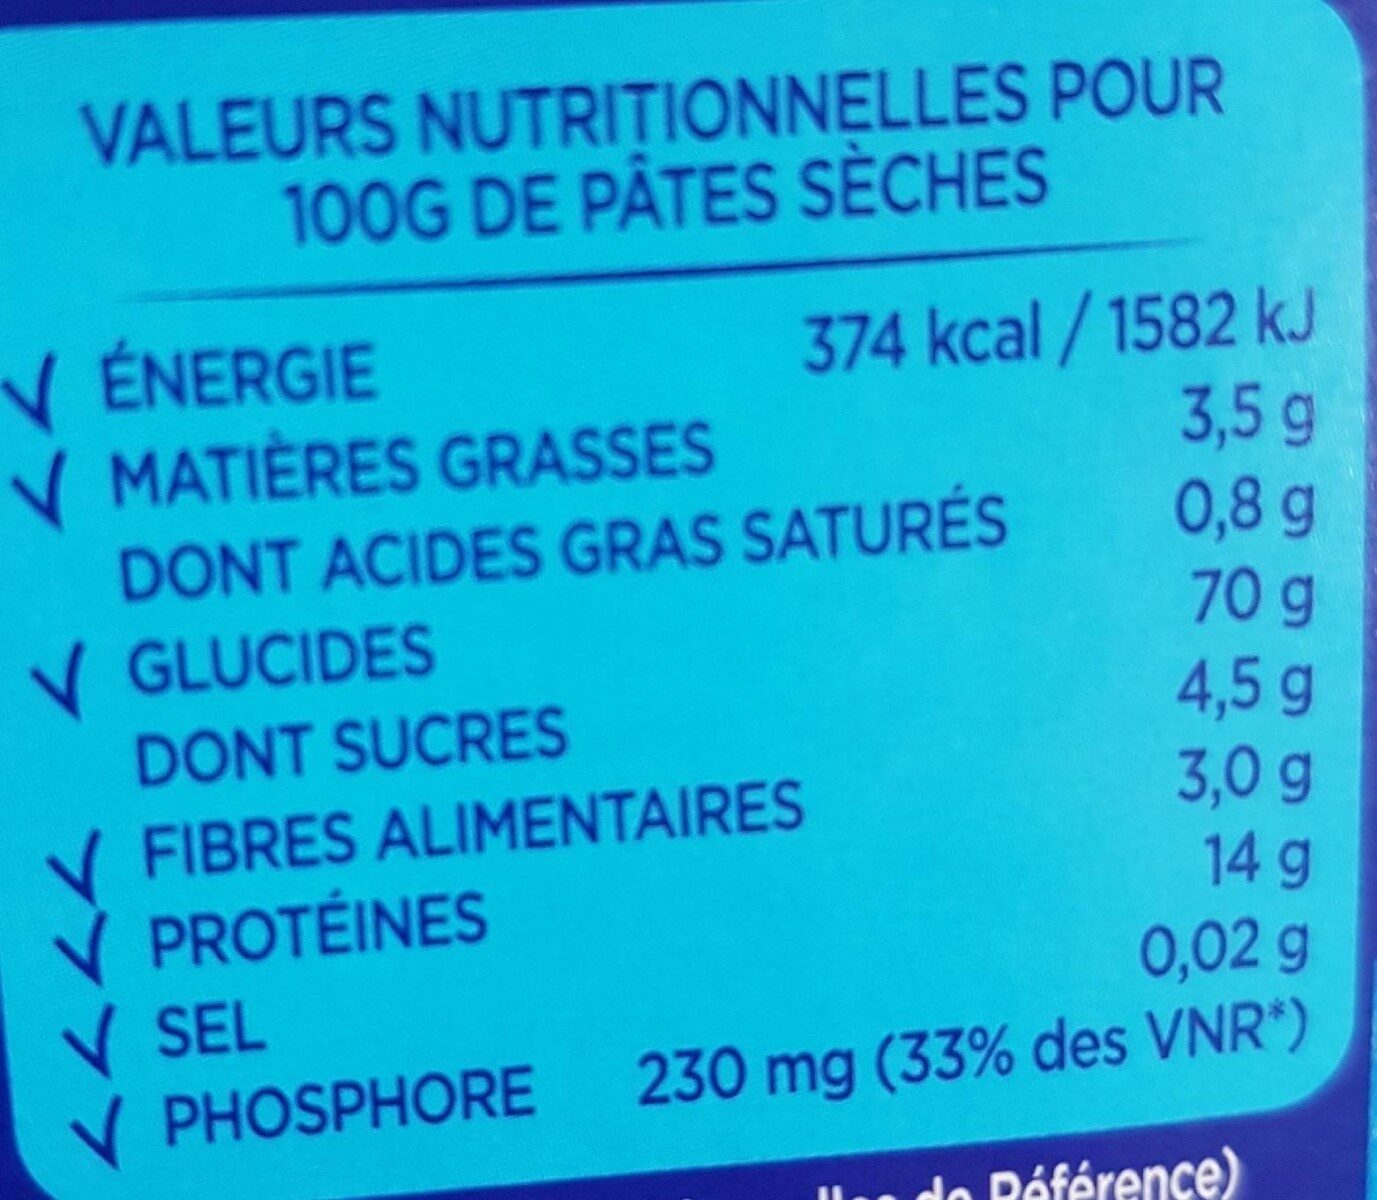 VALEURS NUTRITIONNELLES POUR
100G DE PÂTES SÈCHES
ÉNERGIE 374 kcal / 1582 kJ
MATIÈRES GRASSES 3,5 g
DONT ACIDES GRAS SATURÉS 0,8 g
GLUCIDES 70 g
DONT SUCRES 4,5 g
FIBRES ALIMENTAIRES 3,0 g
PROTÉINES 14 g
SEL 0,02 g
PHOSPHORE 230 mg (33% des VNR*)
de Référence)